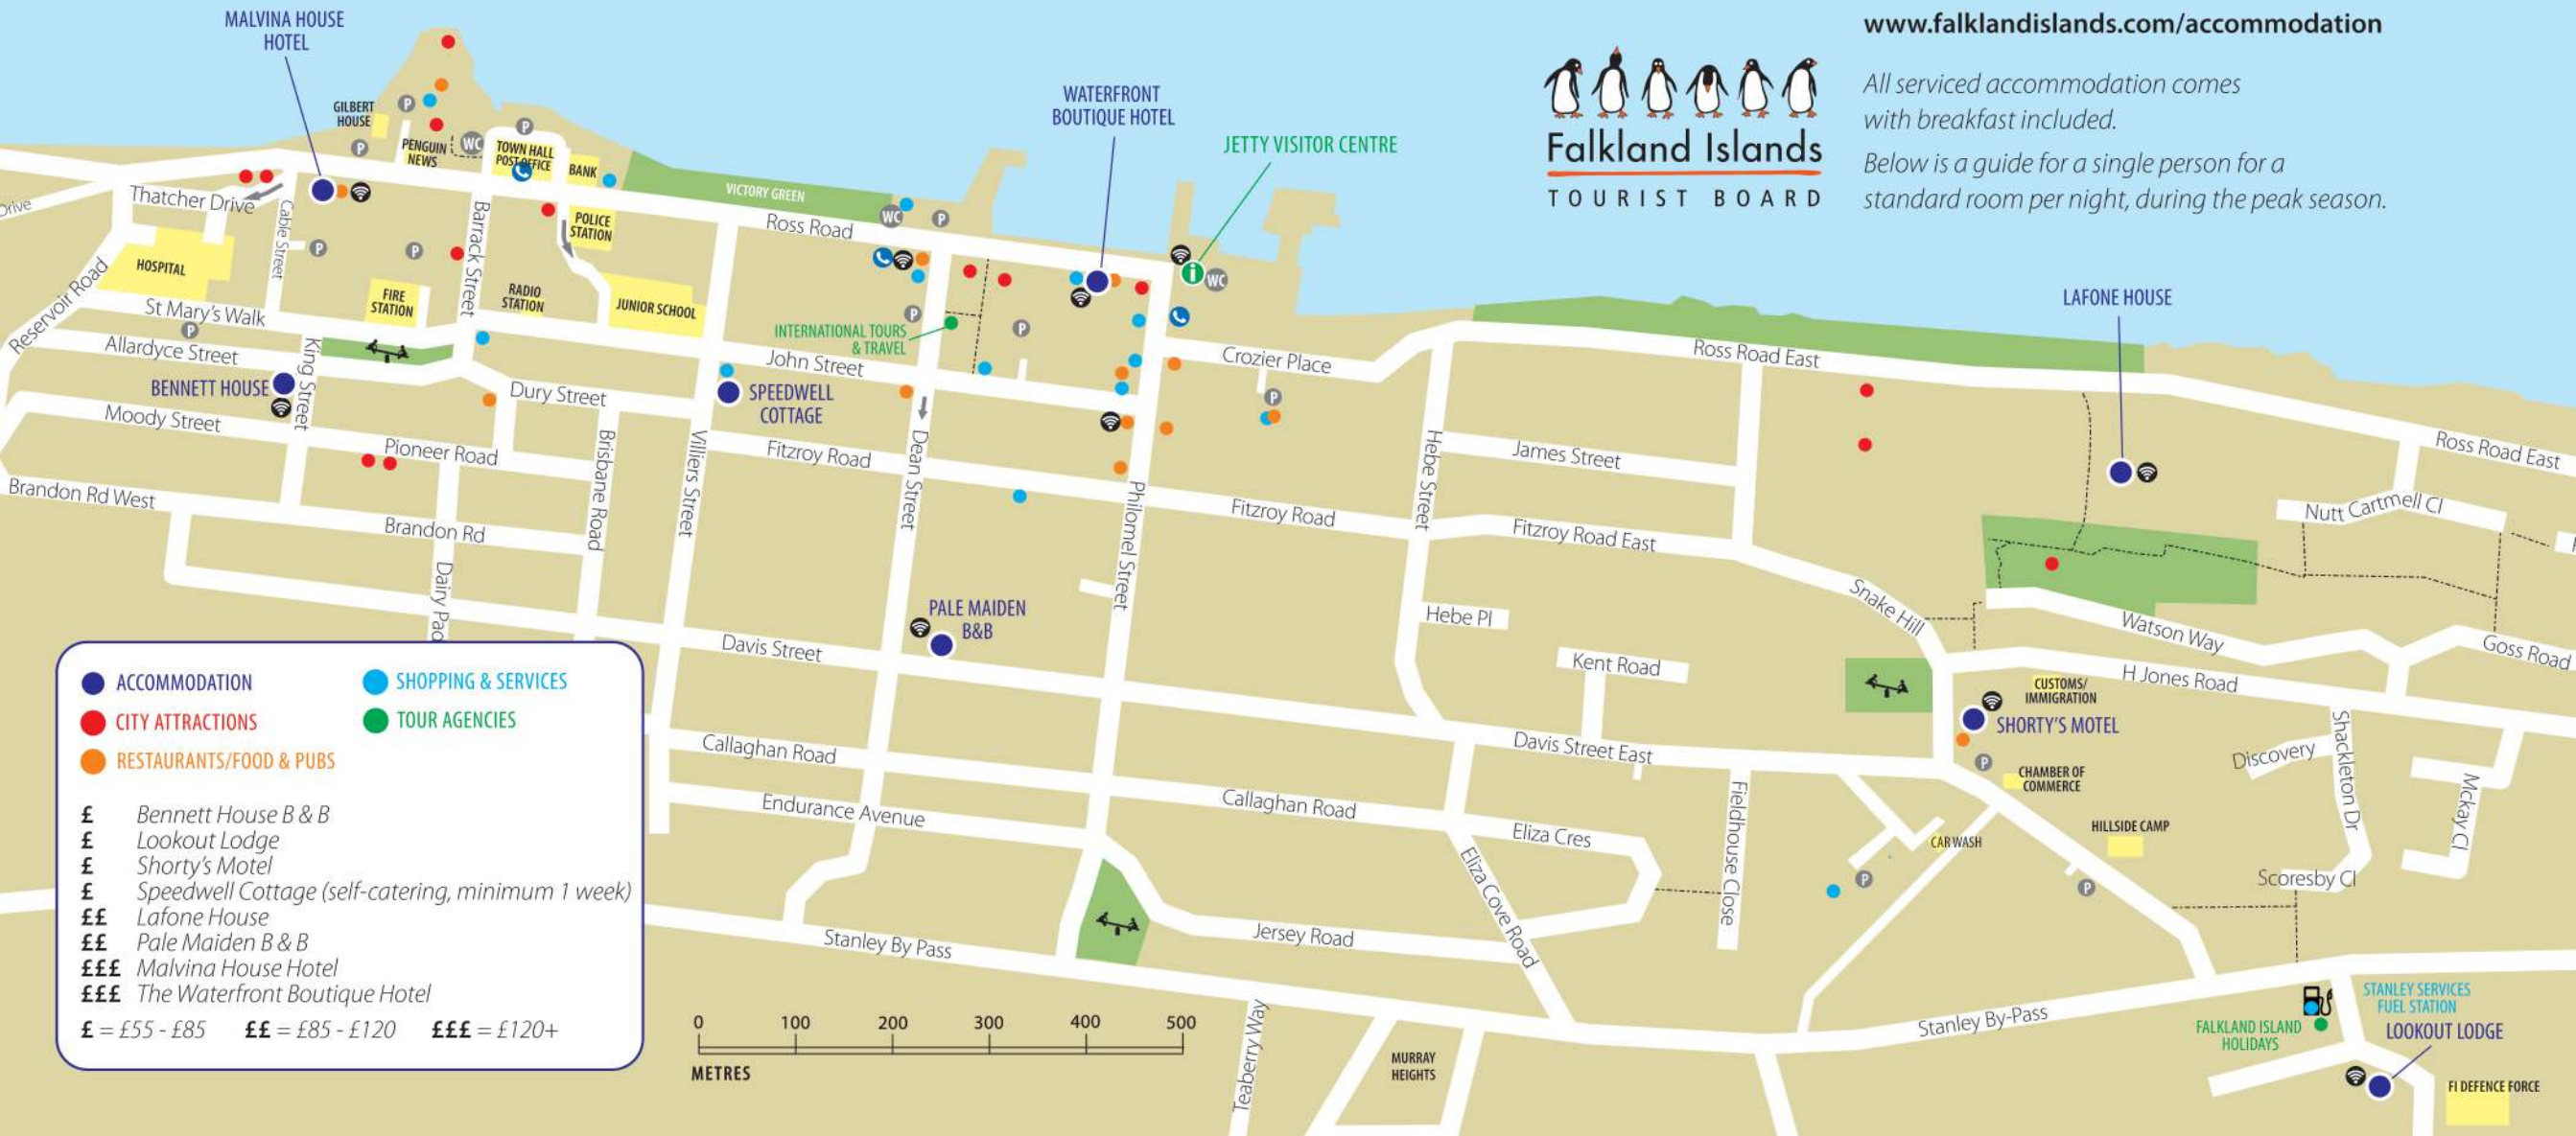 MALVINA HOUSE
HOTEL
GILBERT
HOUSE
P
P
PENGUIN
NEWS
WC
P
TOWN HALL
POST OFFICE
BANK
VICTORY GREEN
WC
P
WATERFRONT
BOUTIQUE HOTEL
JETTY VISITOR CENTRE
i
WC
Falkland Islands
TOURIST BOARD
www.falklandislands.com/accommodation
All serviced accommodation comes
with breakfast included.
Below is a guide for a single person for a
standard room per night, during the peak season.
Drive
Thatcher Drive
Cable Street
P
P
Barrack Street
POLICE
STATION
Ross Road
HOSPITAL
Reservoir Road
FIRE
STATION
RADIO
STATION
JUNIOR SCHOOL
St Mary's Walk
P
Allardyce Street
King Street
BENNETT HOUSE
Moody Street
Pioneer Road
Dury Street
Brisbane Road
Brandon Rd West
Brandon Rd
Villiers Street
INTERNATIONAL TOURS
& TRAVEL
P
P
John Street
SPEEDWELL
COTTAGE
Fitzroy Road
Dean Street
Philomel Street
Crozier Place
P
Fitzroy Road
Hebe Street
James Street
Ross Road East
LAFONE HOUSE
Ross Road East
Nutt Cartmell Cl
Fitzroy Road East
Snake Hill
Watson Way
Goss Road
Hebe Pl
Kent Road
H Jones Road
CUSTOMS/
IMMIGRATION
SHORTY'S MOTEL
P
CHAMBER OF
COMMERCE
Discovery
Shackleton Dr
Mckay Cl
HILLSIDE CAMP
CAR WASH
P
P
Scoresby Cl
PALE MAIDEN
B&B
Davis Street
Davis Street East
Callaghan Road
Endurance Avenue
Callaghan Road
Eliza Cres
Fieldhouse Close
Eliza Cove Road
Jersey Road
Stanley By Pass
Stanley By-Pass
Teaberry Way
MURRAY
HEIGHTS
STANLEY SERVICES
FUEL STATION
FALKLAND ISLAND
HOLIDAYS
LOOKOUT LODGE
FI DEFENCE FORCE
ACCOMMODATION
SHOPPING & SERVICES
CITY ATTRACTIONS
TOUR AGENCIES
RESTAURANTS/FOOD & PUBS
£ Bennett House B & B
£ Lookout Lodge
£ Shorty's Motel
£ Speedwell Cottage (self-catering, minimum 1 week)
££ Lafone House
££ Pale Maiden B & B
£££ Malvina House Hotel
£££ The Waterfront Boutique Hotel
£ = £55 - £85 ££ = £85 - £120 £££ = £120+
0 100 200 300 400 500
METRES